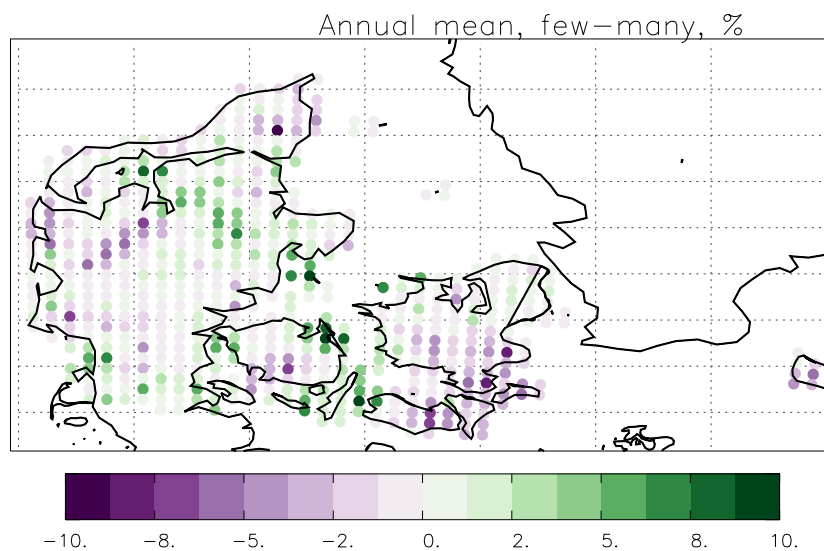 Annual mean, few−many, %
−10. −8. −5. −2. 0. 2. 5. 8. 10.